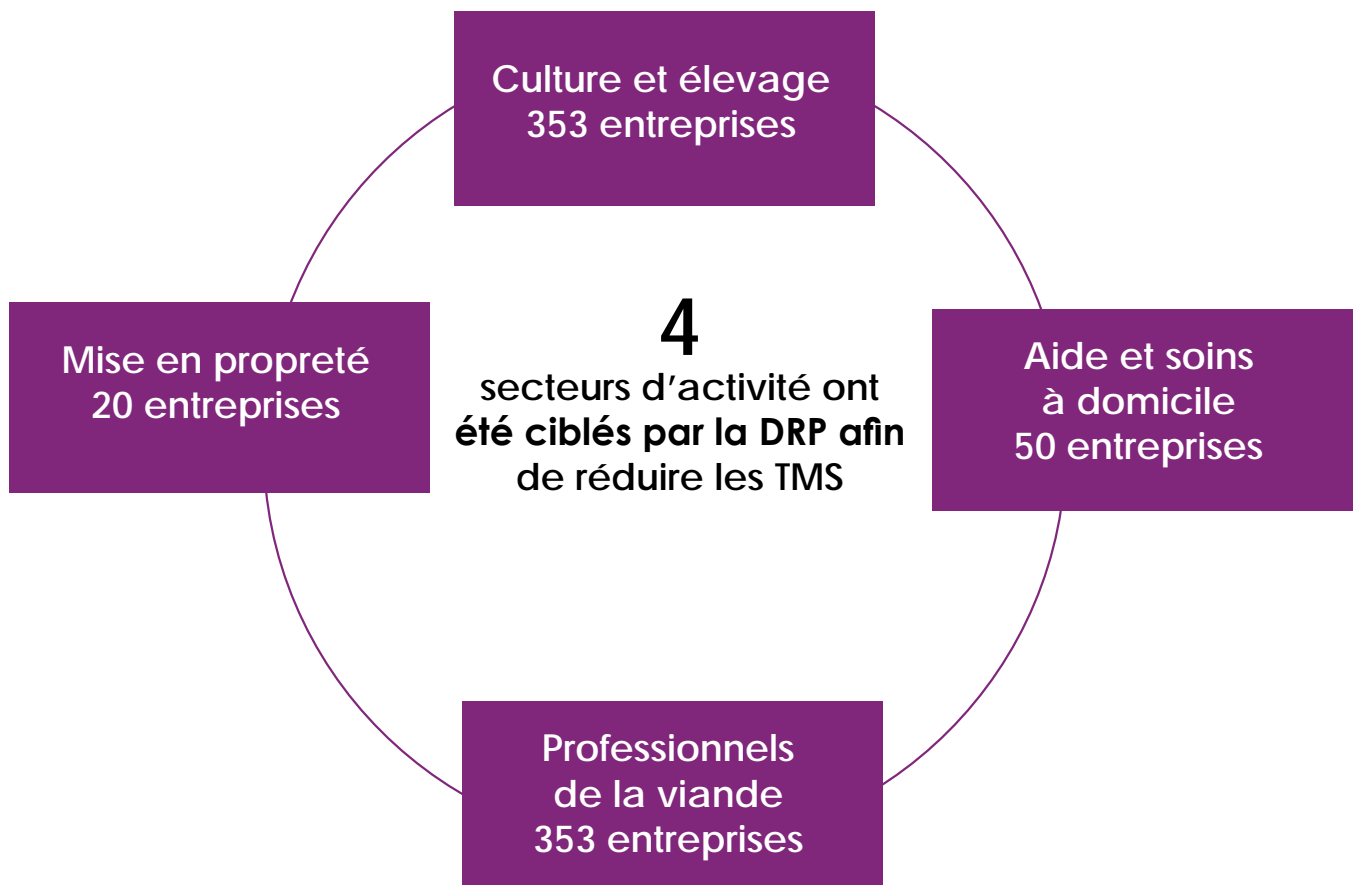 Culture et élevage
353 entreprises
Mise en propreté
20 entreprises
4
secteurs d’activité ont
été ciblés par la DRP afin
de réduire les TMS
Aide et soins
à domicile
50 entreprises
Professionnels
de la viande
353 entreprises